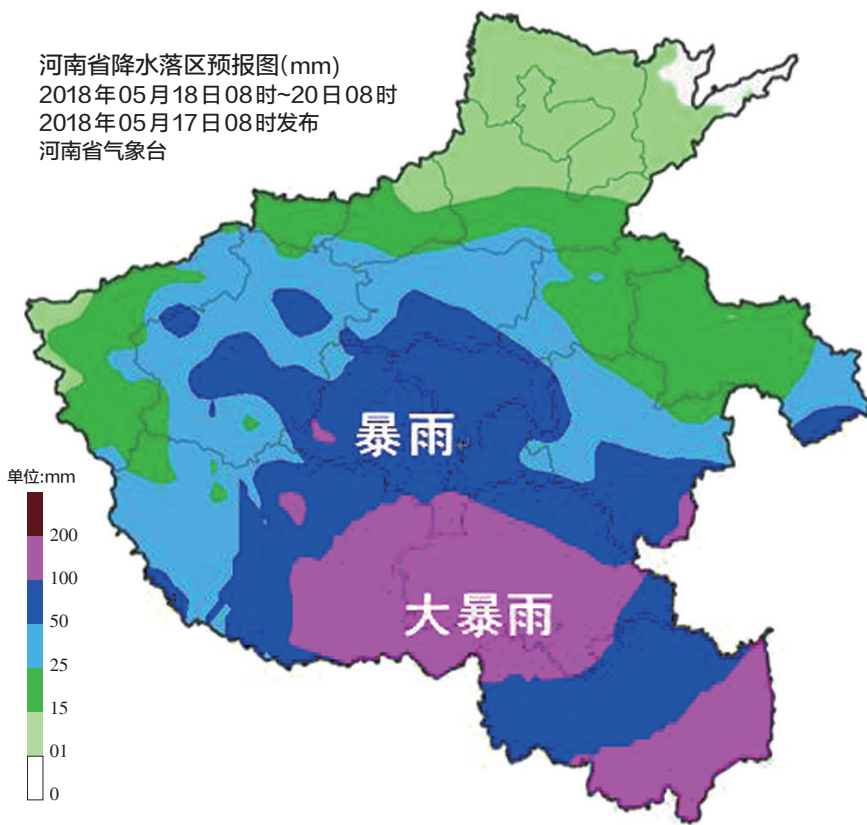 河南省降水落区预报图(mm)
2018年05月18日08时~20日08时
2018年05月17日08时发布
河南省气象台
暴雨
大暴雨
单位:mm
200
100
50
25
15
01
0